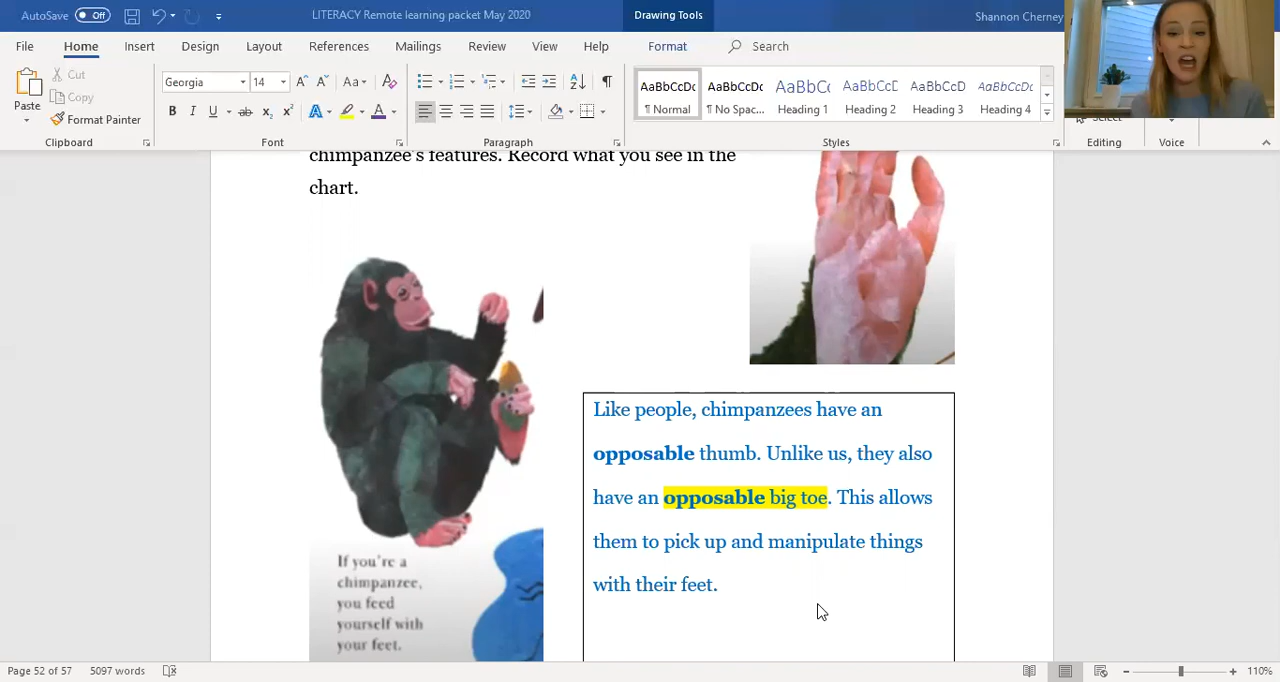 AutoSave Off
LITERACY Remote learning packet May 2020
Drawing Tools
Shannon Cherney
File Home Insert Design Layout References Mailings Review View Help Format Search
Paste
Cut
Copy
Format Painter
Clipboard
Georgia 14
Font
Paragraph
AaBbCcDc AaBbCcDc AaBbCc AaBbCcD AaBbCcDc AaBbCcDc
¶ Normal ¶ No Spac... Heading 1 Heading 2 Heading 3 Heading 4
Styles
Select
Editing
Voice
chimpanzee's features. Record what you see in the
chart.
Like people, chimpanzees have an
opposable thumb. Unlike us, they also
have an opposable big toe. This allows
them to pick up and manipulate things
with their feet.
If you're a
chimpanzee,
you feed
yourself with
your feet.
Page 52 of 57 5097 words
110%